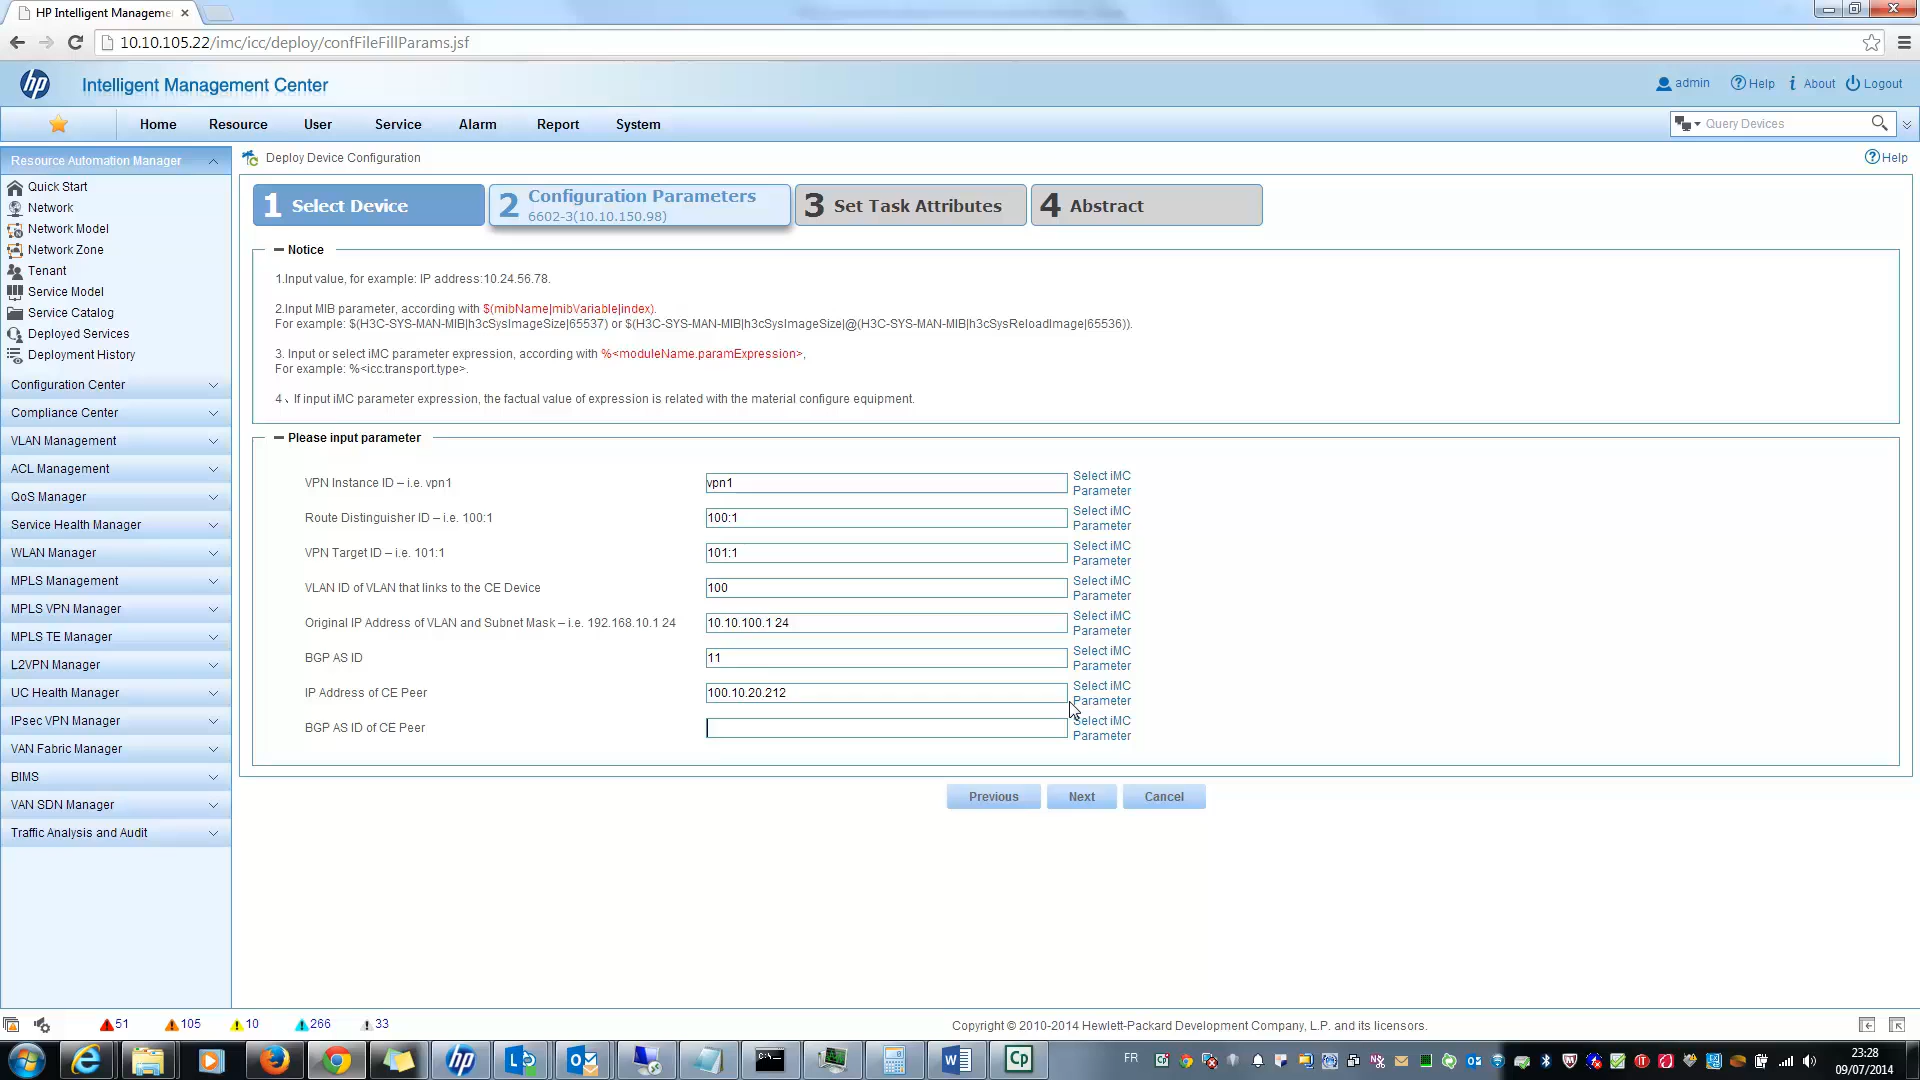 HP Intelligent Manageme
10.10.105.22/imc/icc/deploy/confFileFillParams.jsf
hp Intelligent Management Center
admin Help About Logout
Home Resource User Service Alarm Report System
Query Devices
Resource Automation Manager
Quick Start
Network
Network Model
Network Zone
Tenant
Service Model
Service Catalog
Deployed Services
Deployment History
Configuration Center
Compliance Center
VLAN Management
ACL Management
QoS Manager
Service Health Manager
WLAN Manager
MPLS Management
MPLS VPN Manager
MPLS TE Manager
L2VPN Manager
UC Health Manager
IPsec VPN Manager
VAN Fabric Manager
BIMS
VAN SDN Manager
Traffic Analysis and Audit
Deploy Device Configuration
Help
1 Select Device
2 Configuration Parameters
6602-3(10.10.150.98)
3 Set Task Attributes
4 Abstract
Notice
1.Input value, for example: IP address:10.24.56.78.
2.Input MIB parameter, according with $(mibName|mibVariable|index).
For example: $(H3C-SYS-MAN-MIB|h3cSysImageSize|65537) or $(H3C-SYS-MAN-MIB|h3cSysImageSize|@(H3C-SYS-MAN-MIB|h3cSysReloadImage|65536)).
3. Input or select iMC parameter expression, according with %<moduleName.paramExpression>,
For example: %<icc.transport.type>.
4、If input iMC parameter expression, the factual value of expression is related with the material configure equipment.
Please input parameter
VPN Instance ID – i.e. vpn1
vpn1
Select iMC
Parameter
Route Distinguisher ID – i.e. 100:1
100:1
Select iMC
Parameter
VPN Target ID – i.e. 101:1
101:1
Select iMC
Parameter
VLAN ID of VLAN that links to the CE Device
100
Select iMC
Parameter
Original IP Address of VLAN and Subnet Mask – i.e. 192.168.10.1 24
10.10.100.1 24
Select iMC
Parameter
BGP AS ID
11
Select iMC
Parameter
IP Address of CE Peer
100.10.20.212
Select iMC
Parameter
BGP AS ID of CE Peer
Select iMC
Parameter
Previous Next Cancel
51 105 10 266 33
Copyright © 2010-2014 Hewlett-Packard Development Company, L.P. and its licensors.
FR
23:28
09/07/2014